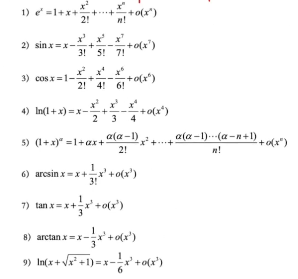 1) e^x = 1 + x + x^2/2! + ··· + x^n/n! + o(x^n)
2) sin x = x − x^3/3! + x^5/5! − x^7/7! + o(x^7)
3) cos x = 1 − x^2/2! + x^4/4! − x^6/6! + o(x^6)
4) ln(1+x) = x − x^2/2 + x^3/3 − x^4/4 + o(x^4)
5) (1+x)^α = 1 + αx + α(α−1)/2! x^2 + ··· + α(α−1)···(α−n+1)/n! + o(x^n)
6) arcsin x = x + 1/3! x^3 + o(x^3)
7) tan x = x + 1/3 x^3 + o(x^3)
8) arctan x = x − 1/3 x^3 + o(x^3)
9) ln(x + √(x^2+1)) = x − 1/6 x^3 + o(x^3)